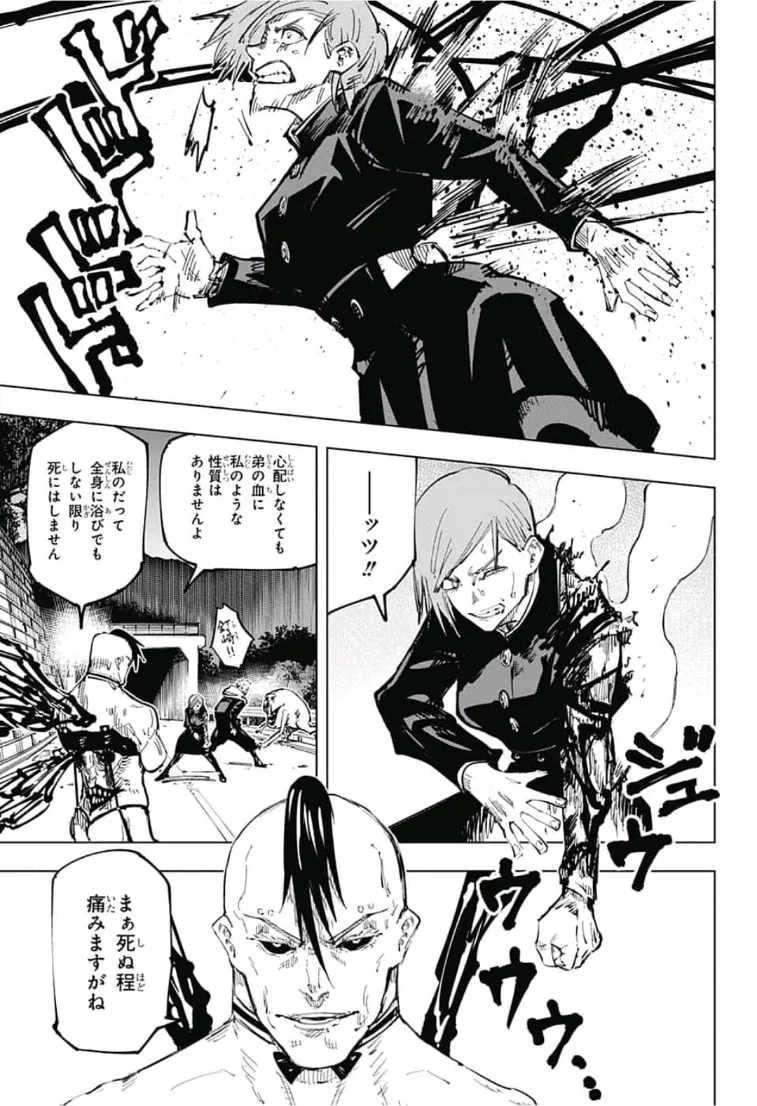 ーーッツ!!
心配しなくても
弟の血に
私のような
性質は
ありませんよ
私のだって
全身に浴びでも
しない限り
死にはしません
釘崎!!
ジュウ
ウウウ…
まぁ死ぬ程
痛みますがね